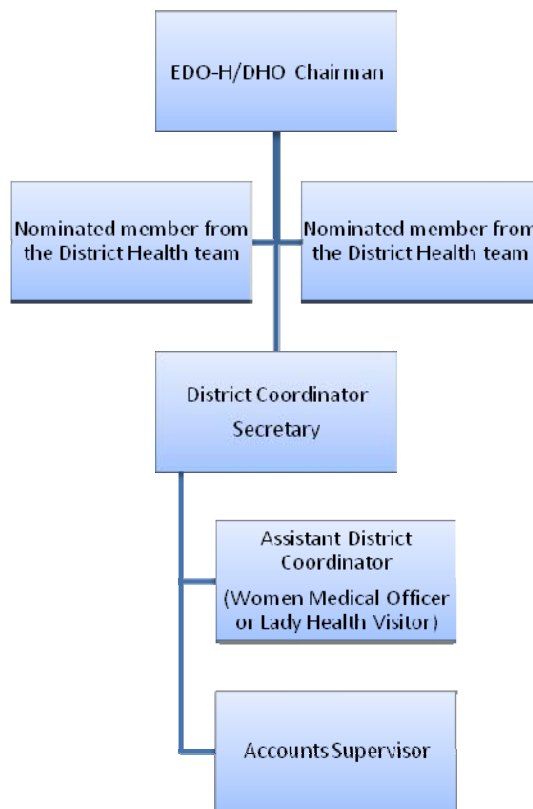 EDO-H/DHO Chairman
Nominated member from
the District Health team
Nominated member from
the District Health team
District Coordinator
Secretary
Assistant District
Coordinator
(Women Medical Officer
or Lady Health Visitor)
Accounts Supervisor